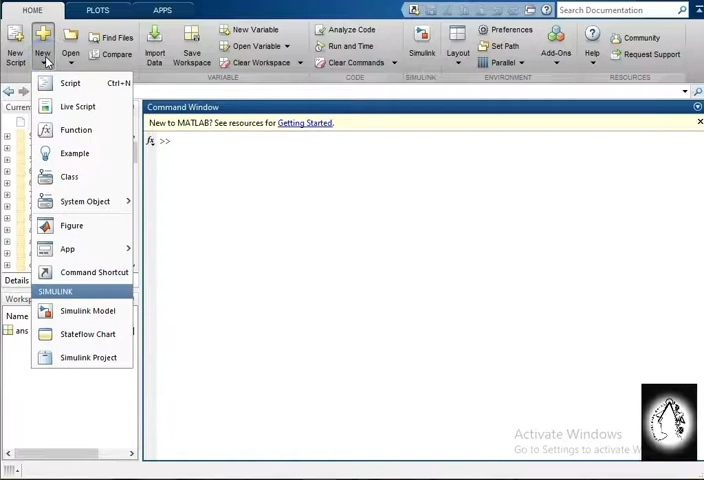 HOME PLOTS APPS
Search Documentation
New Script
New
Open
Find Files
Compare
Import Data
Save Workspace
New Variable
Open Variable
Clear Workspace
Analyze Code
Run and Time
Clear Commands
Simulink
Layout
Preferences
Set Path
Parallel
Add-Ons
Help
Community
Request Support
VARIABLE CODE SIMULINK ENVIRONMENT RESOURCES
Script Ctrl+N
Live Script
Function
Example
Class
System Object
Figure
App
Command Shortcut
SIMULINK
Simulink Model
Stateflow Chart
Simulink Project
Curren
Details
Worksp
Name
ans
Command Window
New to MATLAB? See resources for Getting Started.
fx >>
Activate Windows
Go to Settings to activate W